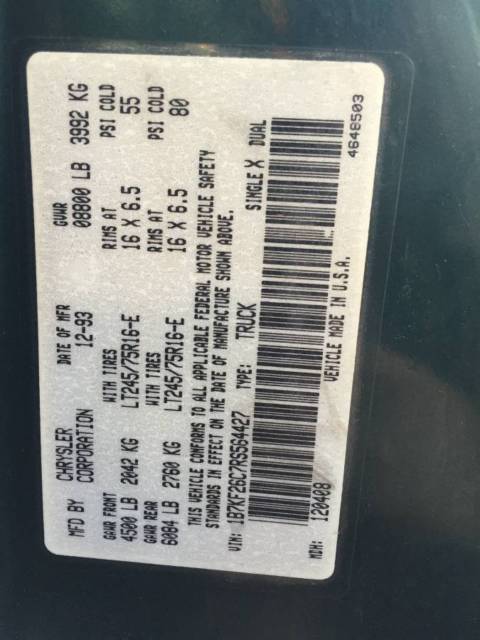 MFD BY CHRYSLER CORPORATION DATE OF MFR 12-93 GVWR 08800 LB 3992 KG
GAWR FRONT WITH TIRES RIMS AT PSI COLD
4500 LB 2042 KG LT245/75R16-E 16 X 6.5 55
GAWR REAR WITH TIRES RIMS AT PSI COLD
6084 LB 2760 KG LT245/75R16-E 16 X 6.5 80
THIS VEHICLE CONFORMS TO ALL APPLICABLE FEDERAL MOTOR VEHICLE SAFETY
STANDARDS IN EFFECT ON THE DATE OF MANUFACTURE SHOWN ABOVE.
VIN: 1B7KF26C7RS564427 TYPE: TRUCK SINGLE X DUAL
MDH: 120408 VEHICLE MADE IN U.S.A. 4648503